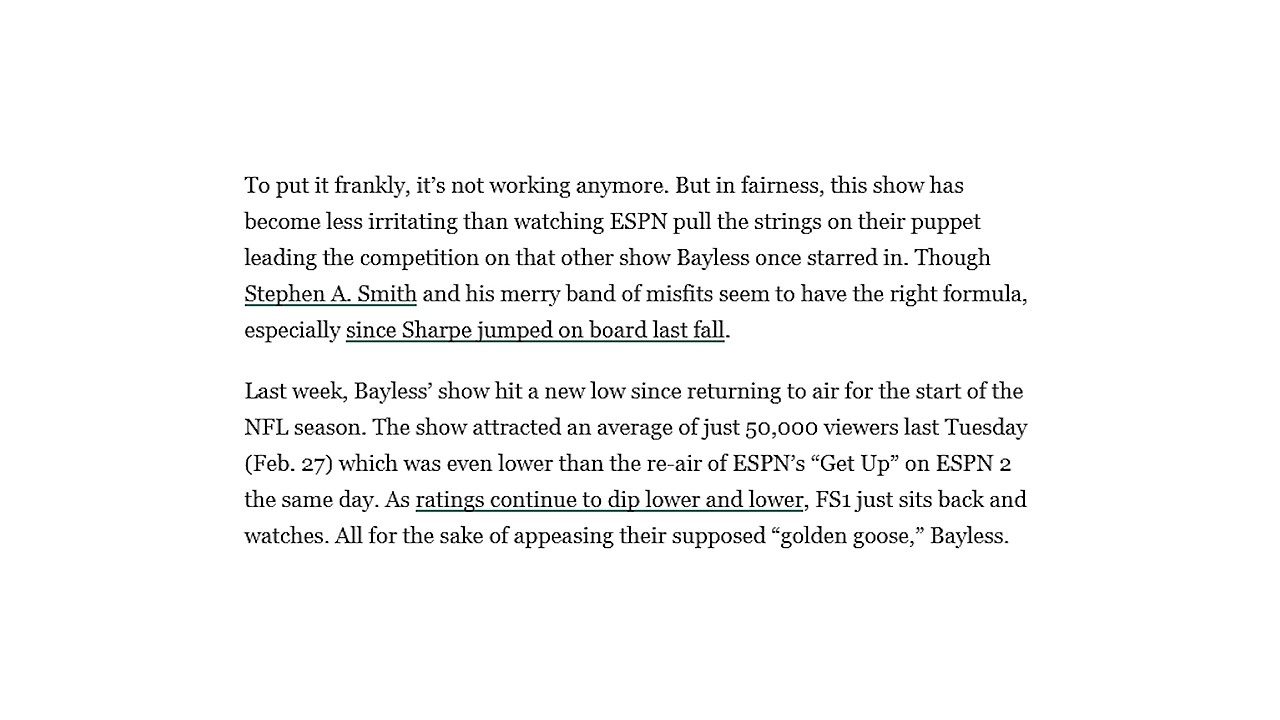 To put it frankly, it’s not working anymore. But in fairness, this show has
become less irritating than watching ESPN pull the strings on their puppet
leading the competition on that other show Bayless once starred in. Though
Stephen A. Smith and his merry band of misfits seem to have the right formula,
especially since Sharpe jumped on board last fall.
Last week, Bayless’ show hit a new low since returning to air for the start of the
NFL season. The show attracted an average of just 50,000 viewers last Tuesday
(Feb. 27) which was even lower than the re-air of ESPN’s “Get Up” on ESPN 2
the same day. As ratings continue to dip lower and lower, FS1 just sits back and
watches. All for the sake of appeasing their supposed “golden goose,” Bayless.